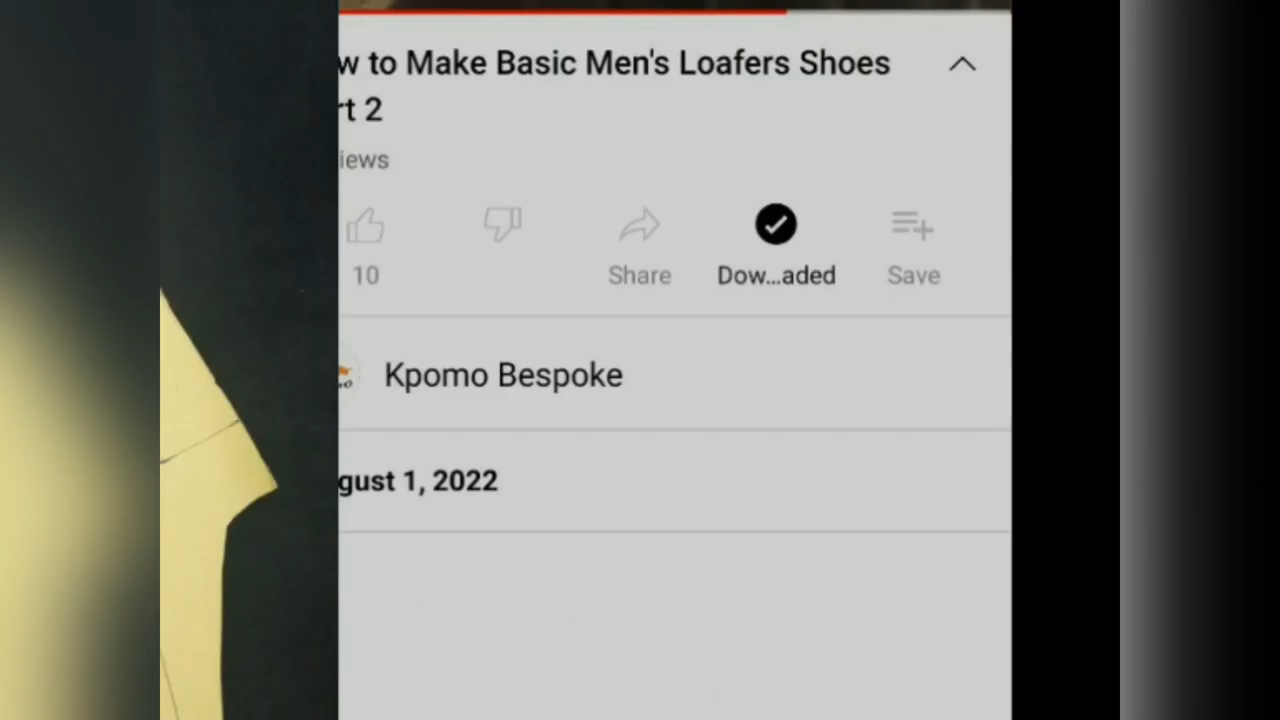 w to Make Basic Men's Loafers Shoes
rt 2
iews
10
Share
Dow...aded
Save
Kpomo Bespoke
gust 1, 2022